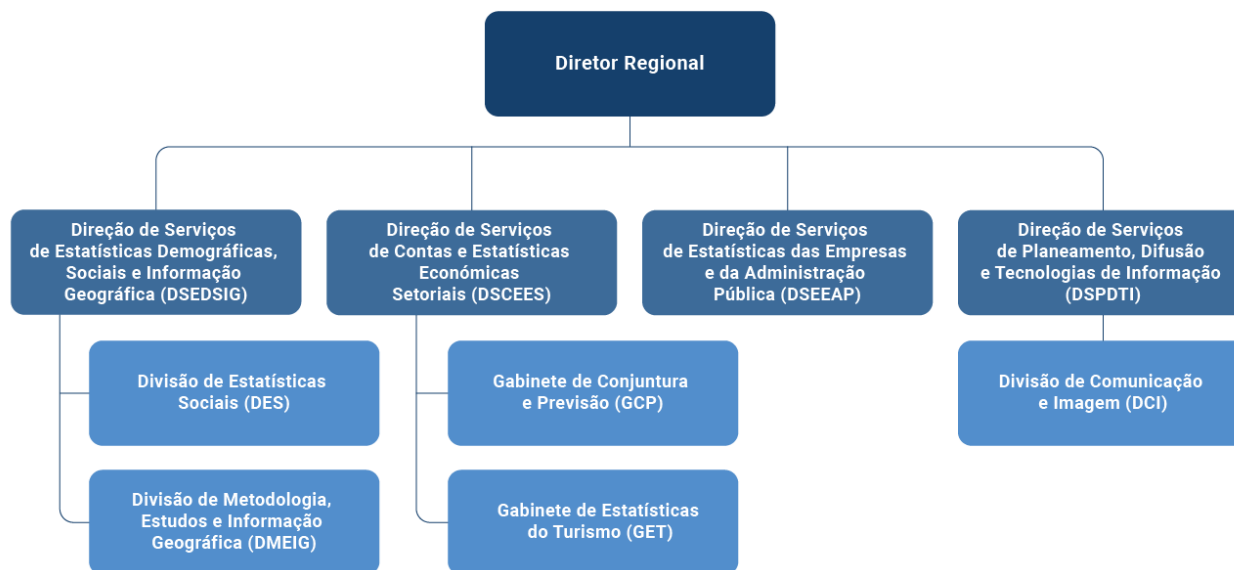 Diretor Regional
Direção de Serviços
de Estatísticas Demográficas,
Sociais e Informação
Geográfica (DSEDSIG)
Direção de Serviços
de Contas e Estatísticas
Económicas
Setoriais (DSCEES)
Direção de Serviços
de Estatísticas das Empresas
e da Administração
Pública (DSEEAP)
Direção de Serviços
de Planeamento, Difusão
e Tecnologias de Informação
(DSPDTI)
Divisão de Estatísticas
Sociais (DES)
Gabinete de Conjuntura
e Previsão (GCP)
Divisão de Comunicação
e Imagem (DCI)
Divisão de Metodologia,
Estudos e Informação
Geográfica (DMEIG)
Gabinete de Estatísticas
do Turismo (GET)